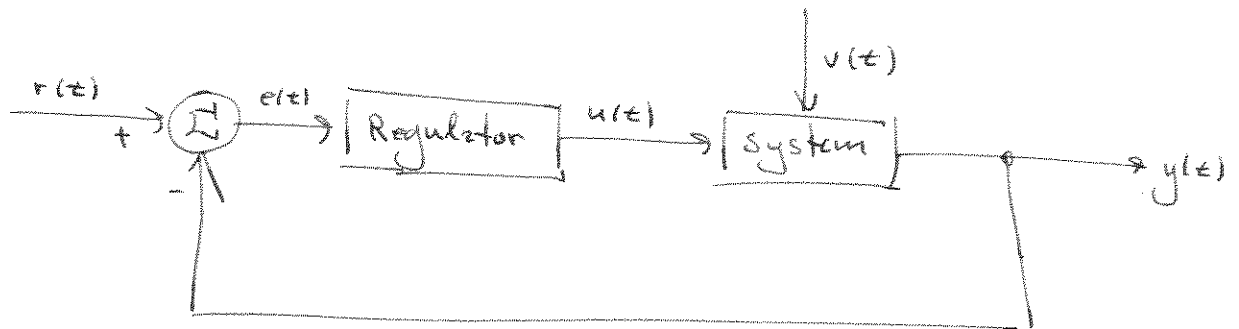 r(t)
+
Σ
e(t)
Regulator
u(t)
v(t)
System
y(t)
-